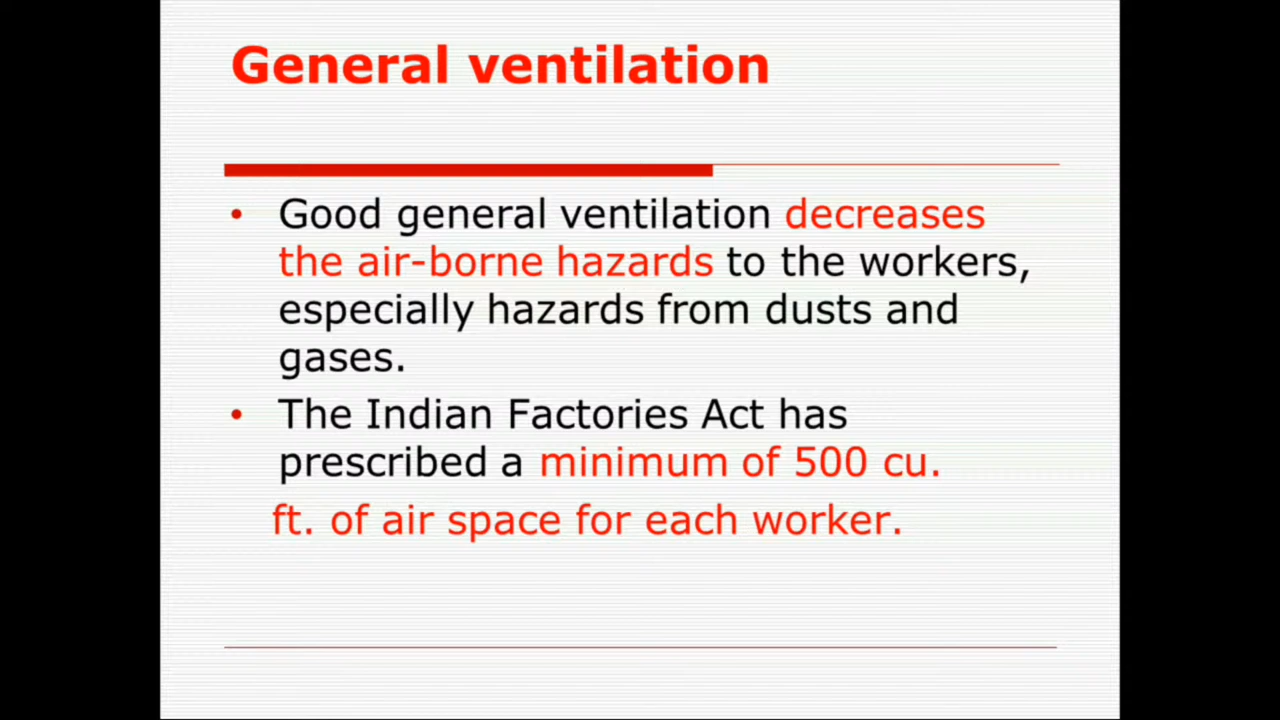 General ventilation
• Good general ventilation decreases
the air-borne hazards to the workers,
especially hazards from dusts and
gases.
• The Indian Factories Act has
prescribed a minimum of 500 cu.
ft. of air space for each worker.